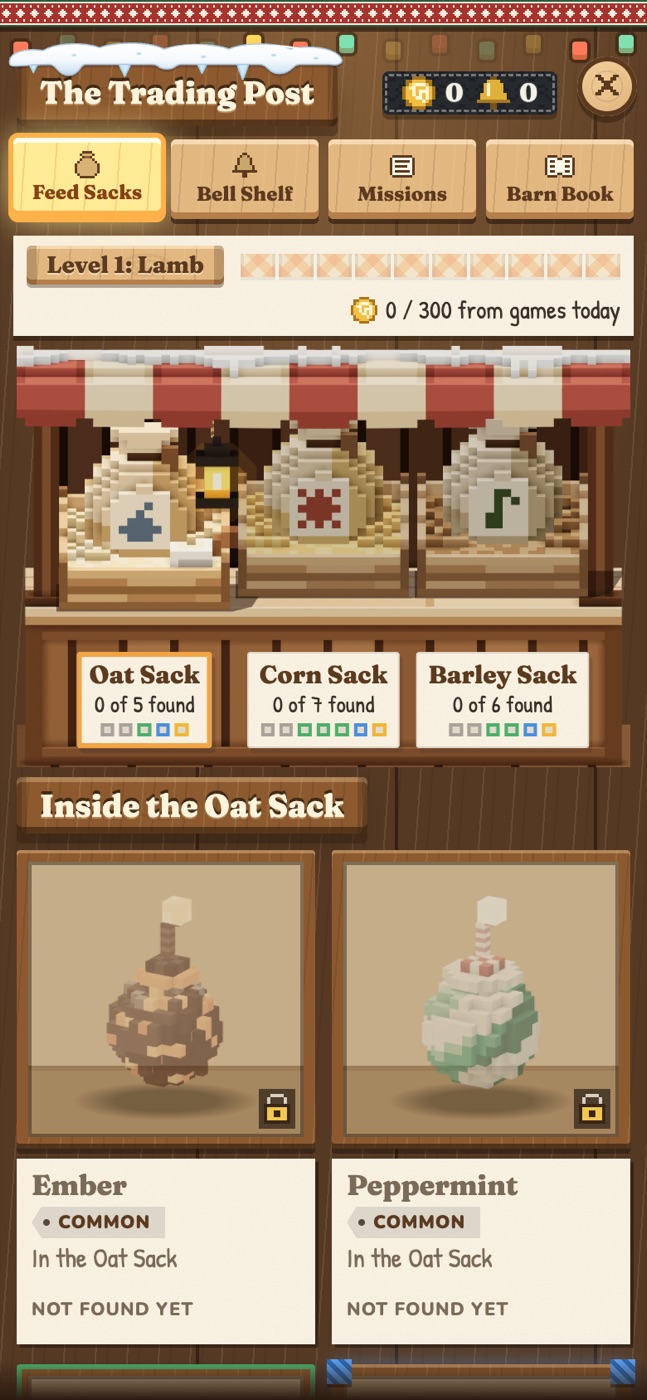 The Trading Post
0 0
Feed Sacks
Bell Shelf
Missions
Barn Book
Level 1: Lamb
0 / 300 from games today
Oat Sack
0 of 5 found
Corn Sack
0 of 7 found
Barley Sack
0 of 6 found
Inside the Oat Sack
Ember
COMMON
In the Oat Sack
NOT FOUND YET
Peppermint
COMMON
In the Oat Sack
NOT FOUND YET